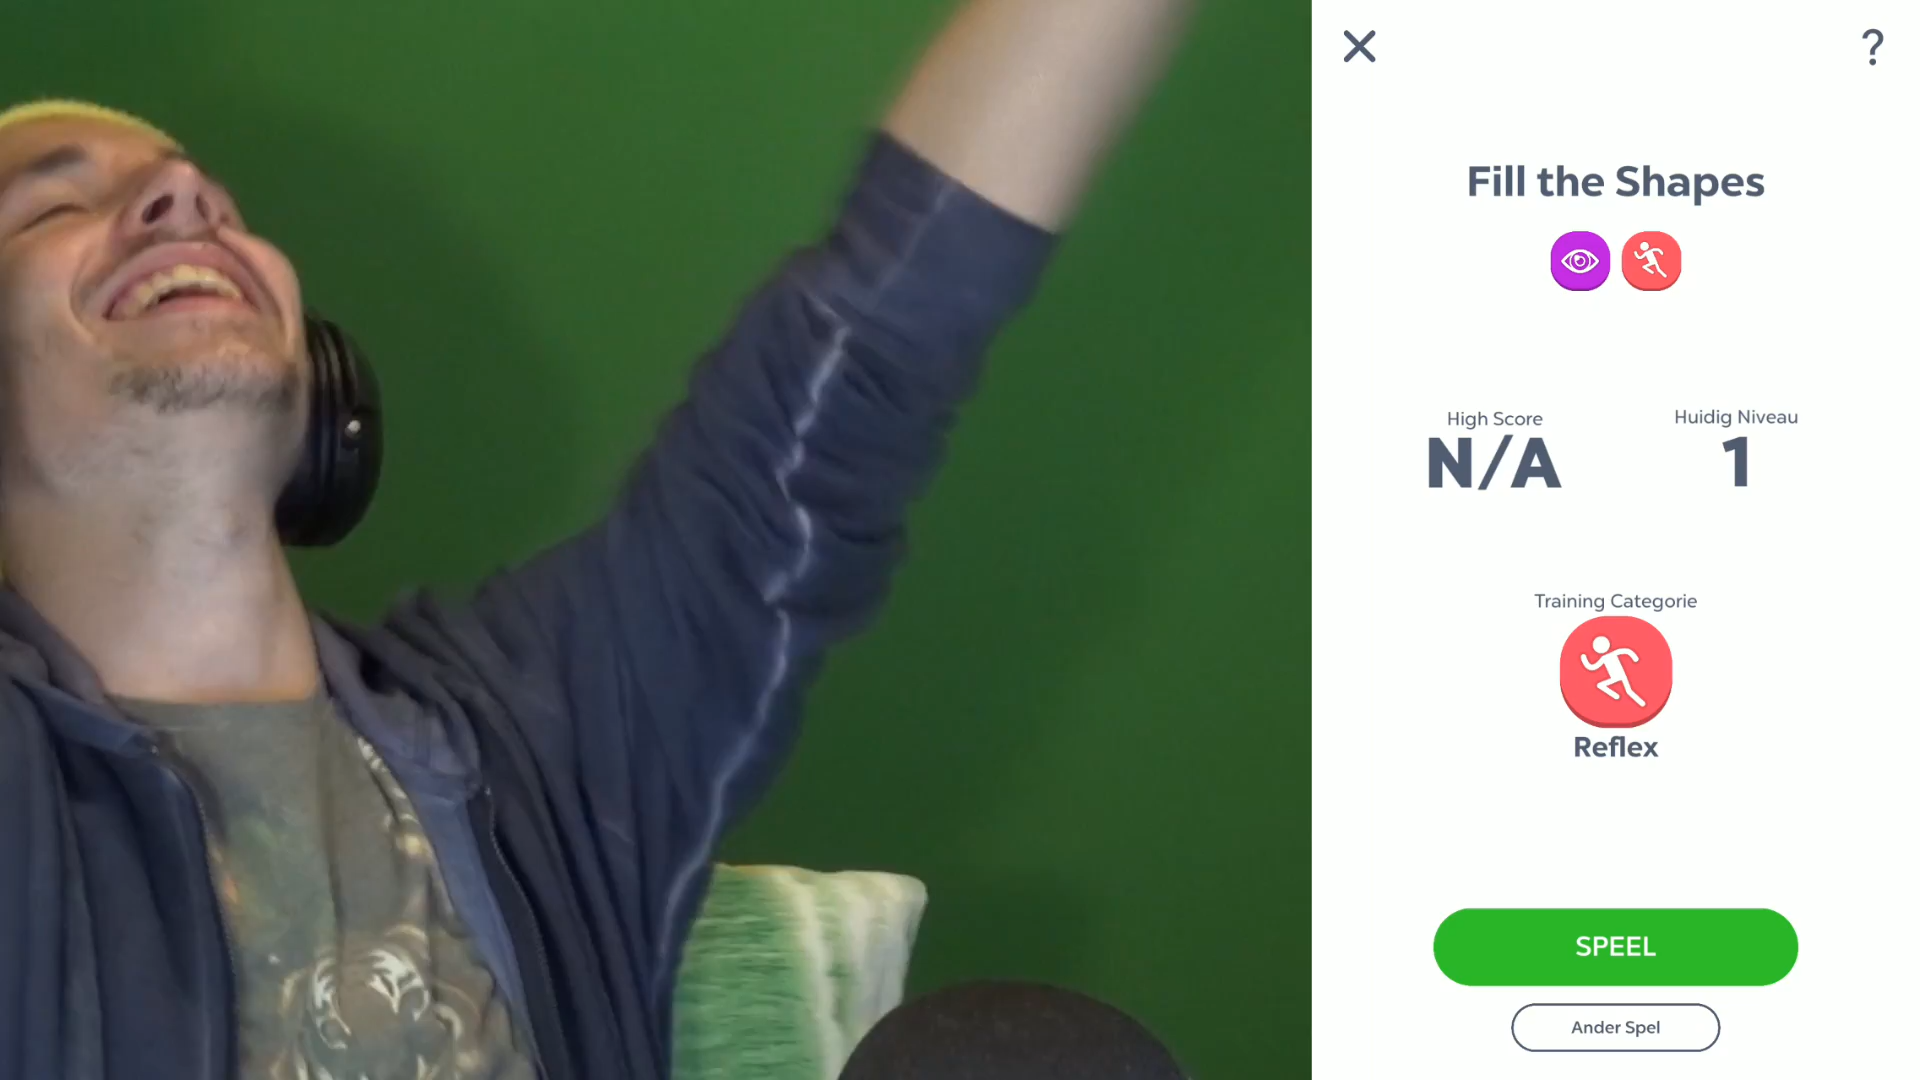 Fill the Shapes
High Score
N/A
Huidig Niveau
1
Training Categorie
Reflex
SPEEL
Ander Spel